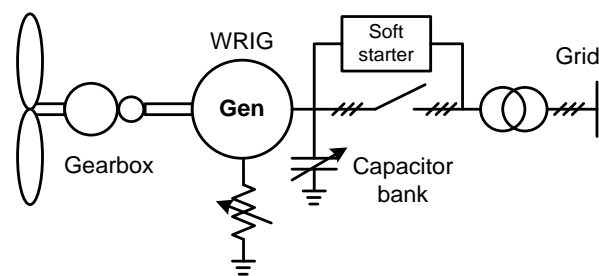 WRIG
Soft
starter
Grid
Gen
Gearbox
Capacitor
bank